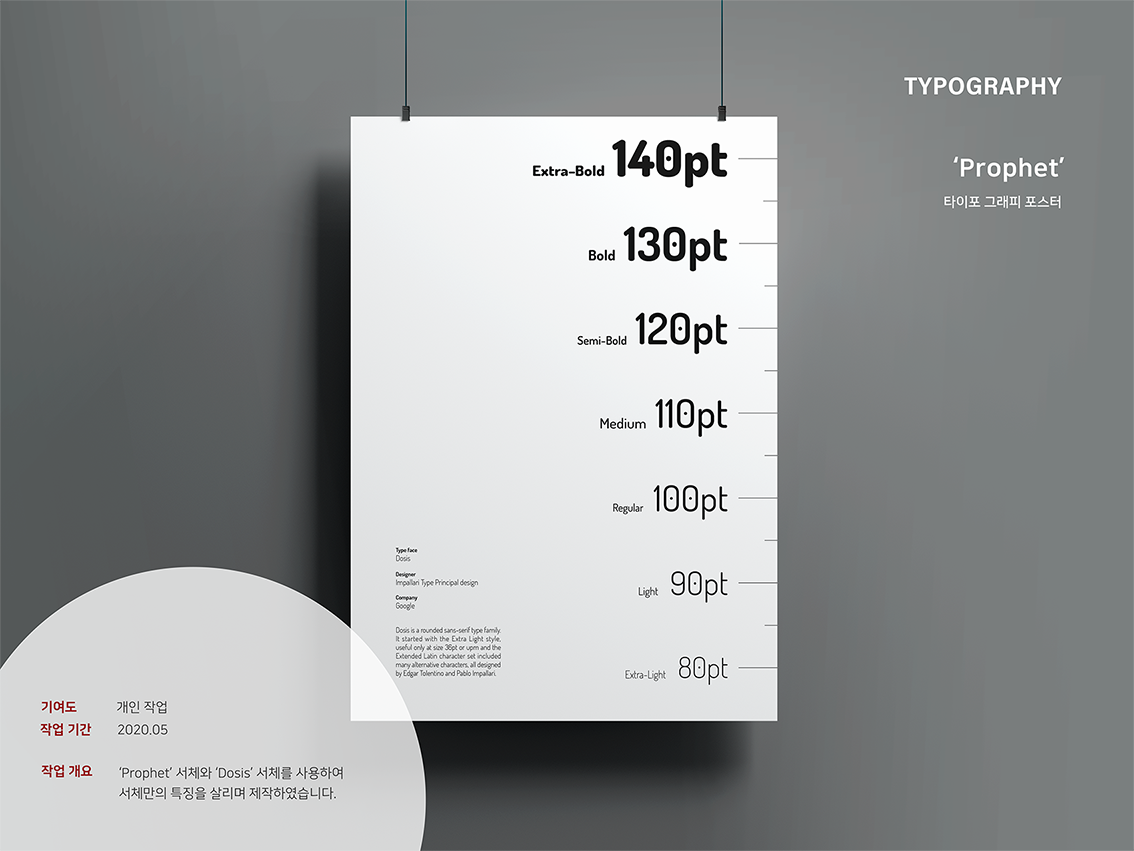 TYPOGRAPHY
‘Prophet’
타이포 그래피 포스터
Extra-Bold 140pt
Bold 130pt
Semi-Bold 120pt
Medium 110pt
Regular 100pt
Light 90pt
Extra-Light 80pt
Type face
Dosis
Designer
Impallari Type Principal design
Company
Google
Dosis is a rounded sans-serif type family.
It started with the Extra Light style,
useful only at size 36pt or upm and the
Extended Latin character set included
many alternative characters, all designed
by Edgar Tolentino and Pablo Impallari.
기여도 개인 작업
작업 기간 2020.05
작업 개요 ‘Prophet’ 서체와 ‘Dosis’ 서체를 사용하여
서체만의 특징을 살리며 제작하였습니다.